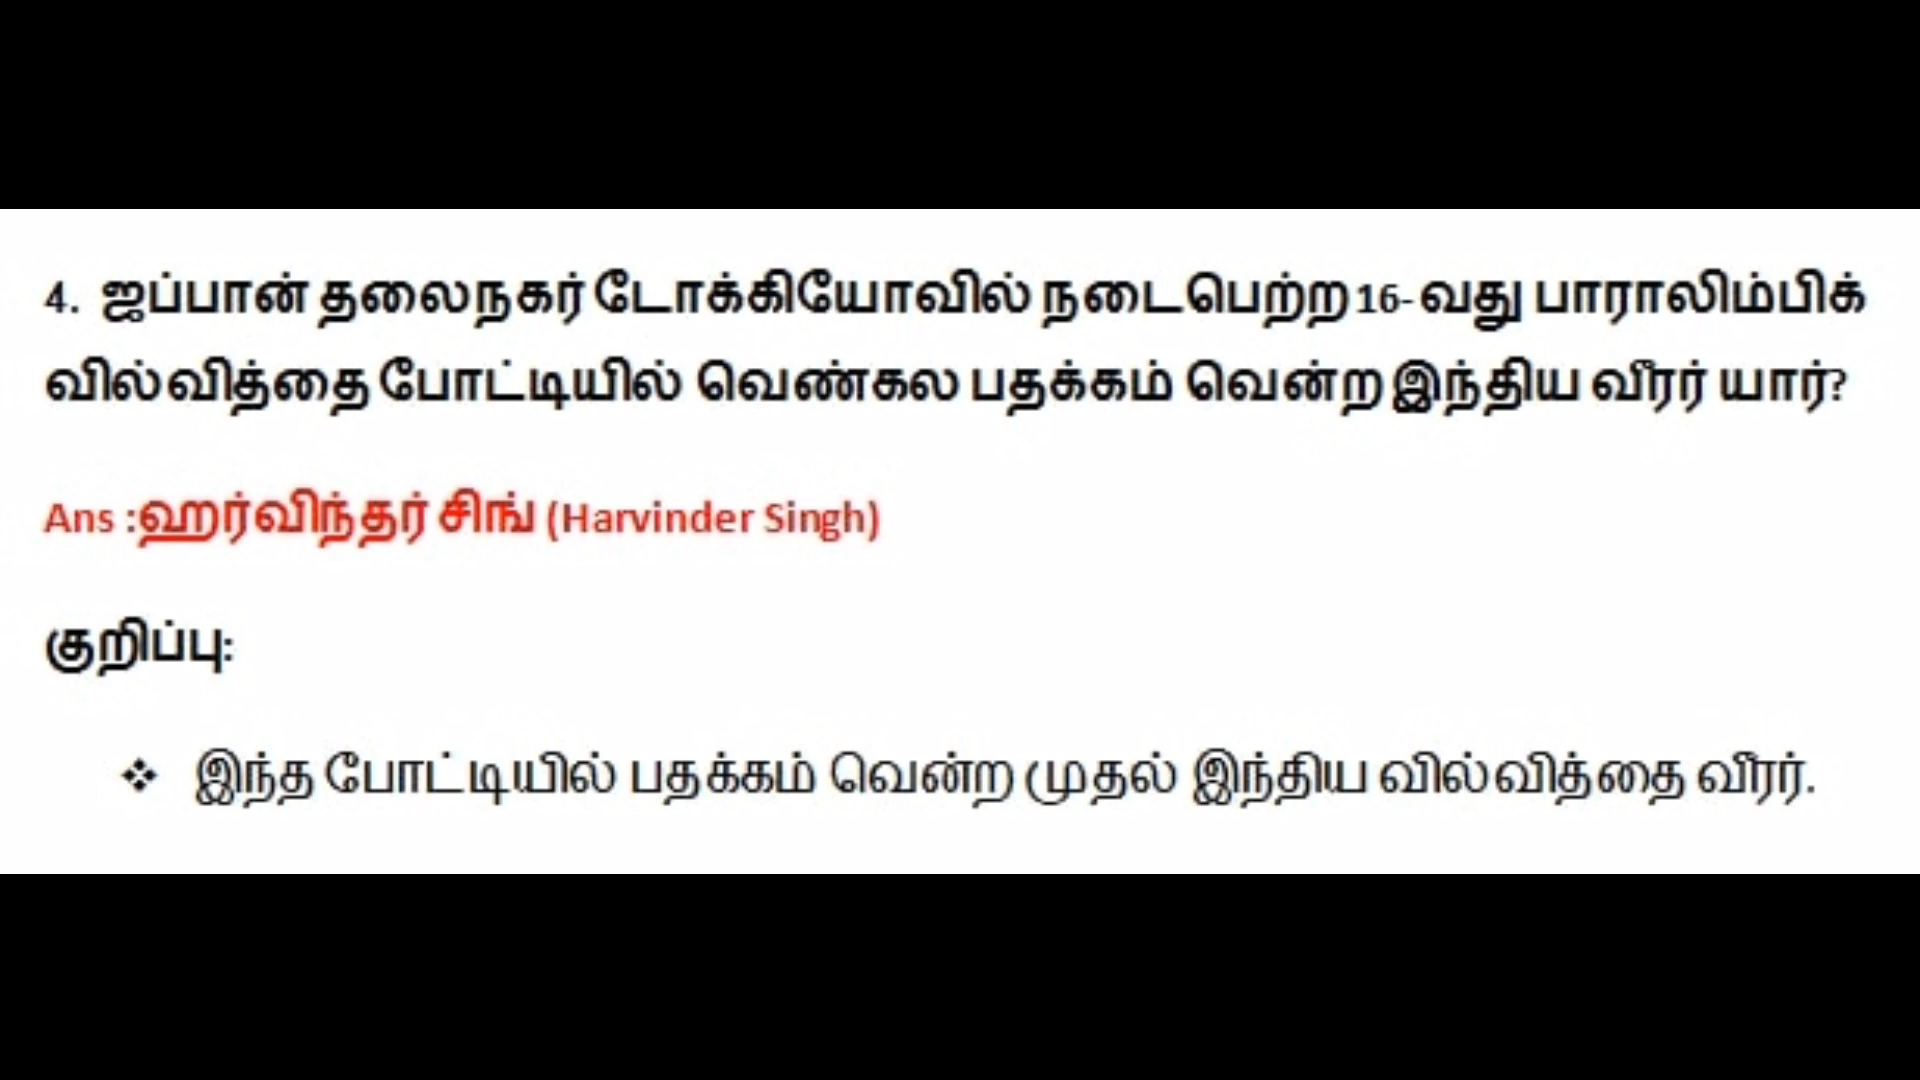 4. ஜப்பான் தலைநகர் டோக்கியோவில் நடைபெற்ற 16-வது பாராலிம்பிக்
வில்வித்தை போட்டியில் வெண்கல பதக்கம் வென்ற இந்திய வீரர் யார்?
Ans :ஹர்விந்தர் சிங் (Harvinder Singh)
குறிப்பு:
❖ இந்த போட்டியில் பதக்கம் வென்ற முதல் இந்திய வில்வித்தை வீரர்.